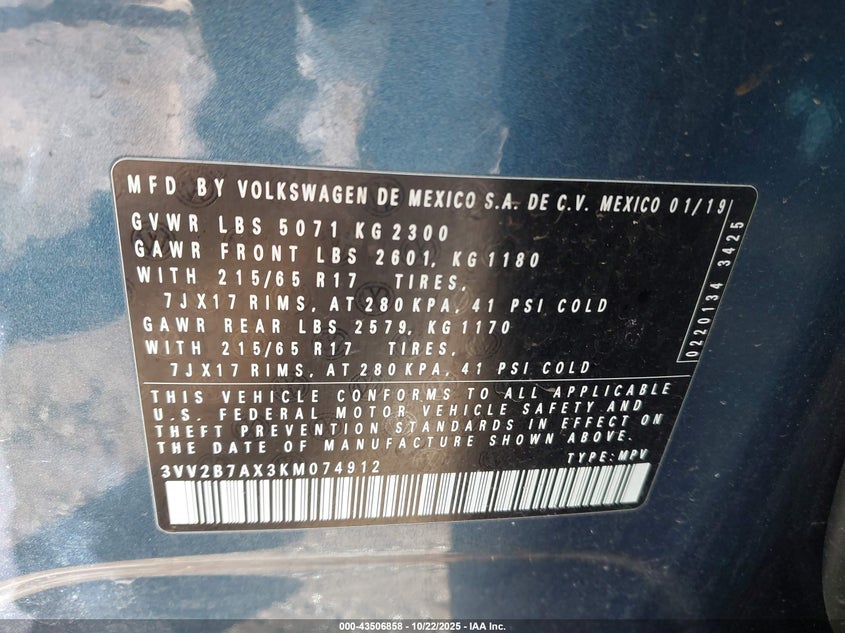 MFD BY VOLKSWAGEN DE MEXICO S.A. DE C.V. MEXICO 01/19
GVWR LBS 5071 KG 2300
GAWR FRONT LBS 2601, KG 1180
WITH 215/65 R17 TIRES,
7JX17 RIMS, AT 280 KPA, 41 PSI COLD
GAWR REAR LBS 2579, KG 1170
WITH 215/65 R17 TIRES,
7JX17 RIMS, AT 280 KPA, 41 PSI COLD
0220134 3425
THIS VEHICLE CONFORMS TO ALL APPLICABLE
U.S. FEDERAL MOTOR VEHICLE SAFETY AND
THEFT PREVENTION STANDARDS IN EFFECT ON
THE DATE OF MANUFACTURE SHOWN ABOVE.
3VV2B7AX3KM074912 TYPE: MPV
000-43506858 - 10/22/2025 - IAA Inc.